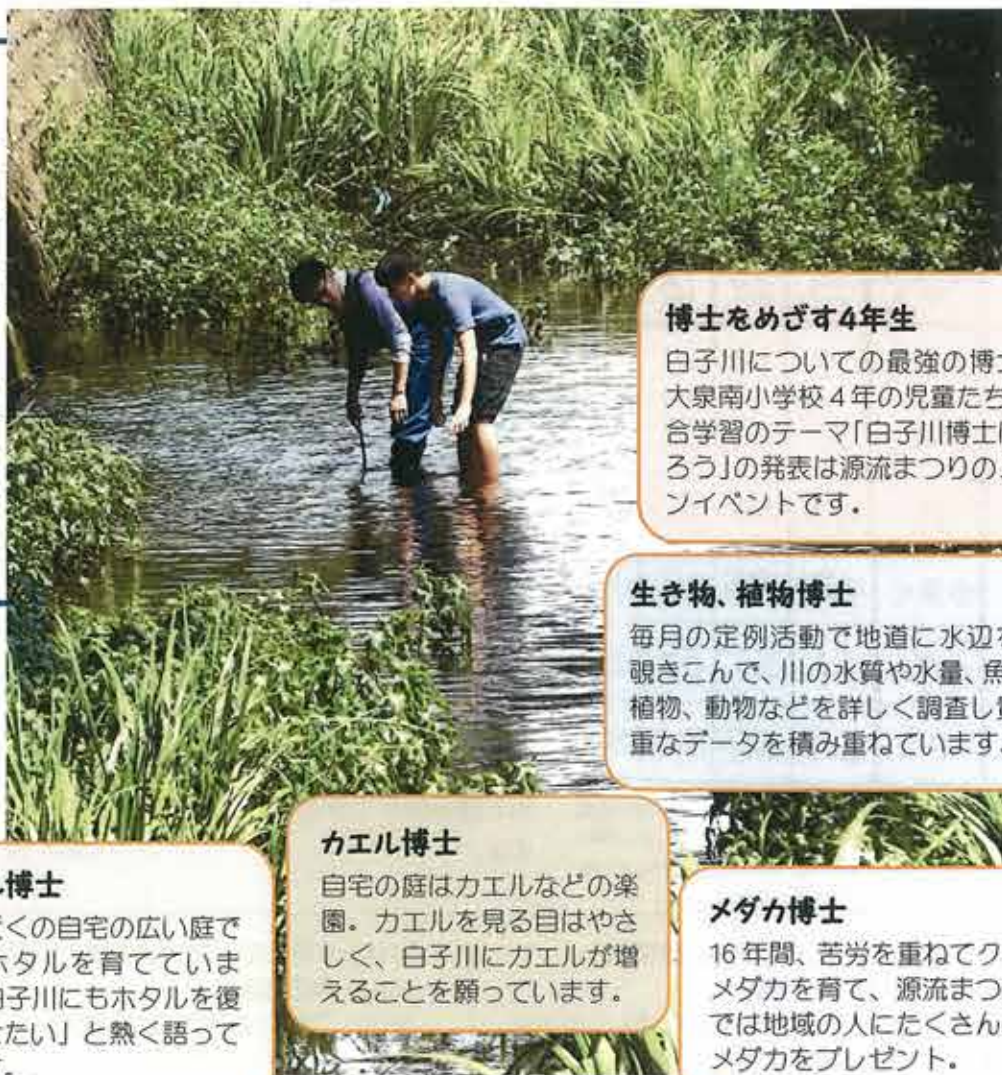 博士をめざす4年生
白子川についての最強の博
大泉南小学校4年の児童たち
合学習のテーマ「白子川博士
ろう」の発表は源流まつりの
ンイベントです。
生き物、植物博士
毎月の定例活動で地道に水辺
覗きこんで、川の水質や水量、魚
植物、動物などを詳しく調査し
重なデータを積み重ねています。
カエル博士
自宅の庭はカエルなどの楽
園。カエルを見る目はやさ
しく、白子川にカエルが増
えることを願っています。
博士
くの自宅の広い庭で
ホタルを育てていま
白子川にもホタルを復
たい」と熱く語って
メダカ博士
16年間、苦労を重ねてク
メダカを育て、源流まつ
では地域の人にたくさん
メダカをプレゼント。